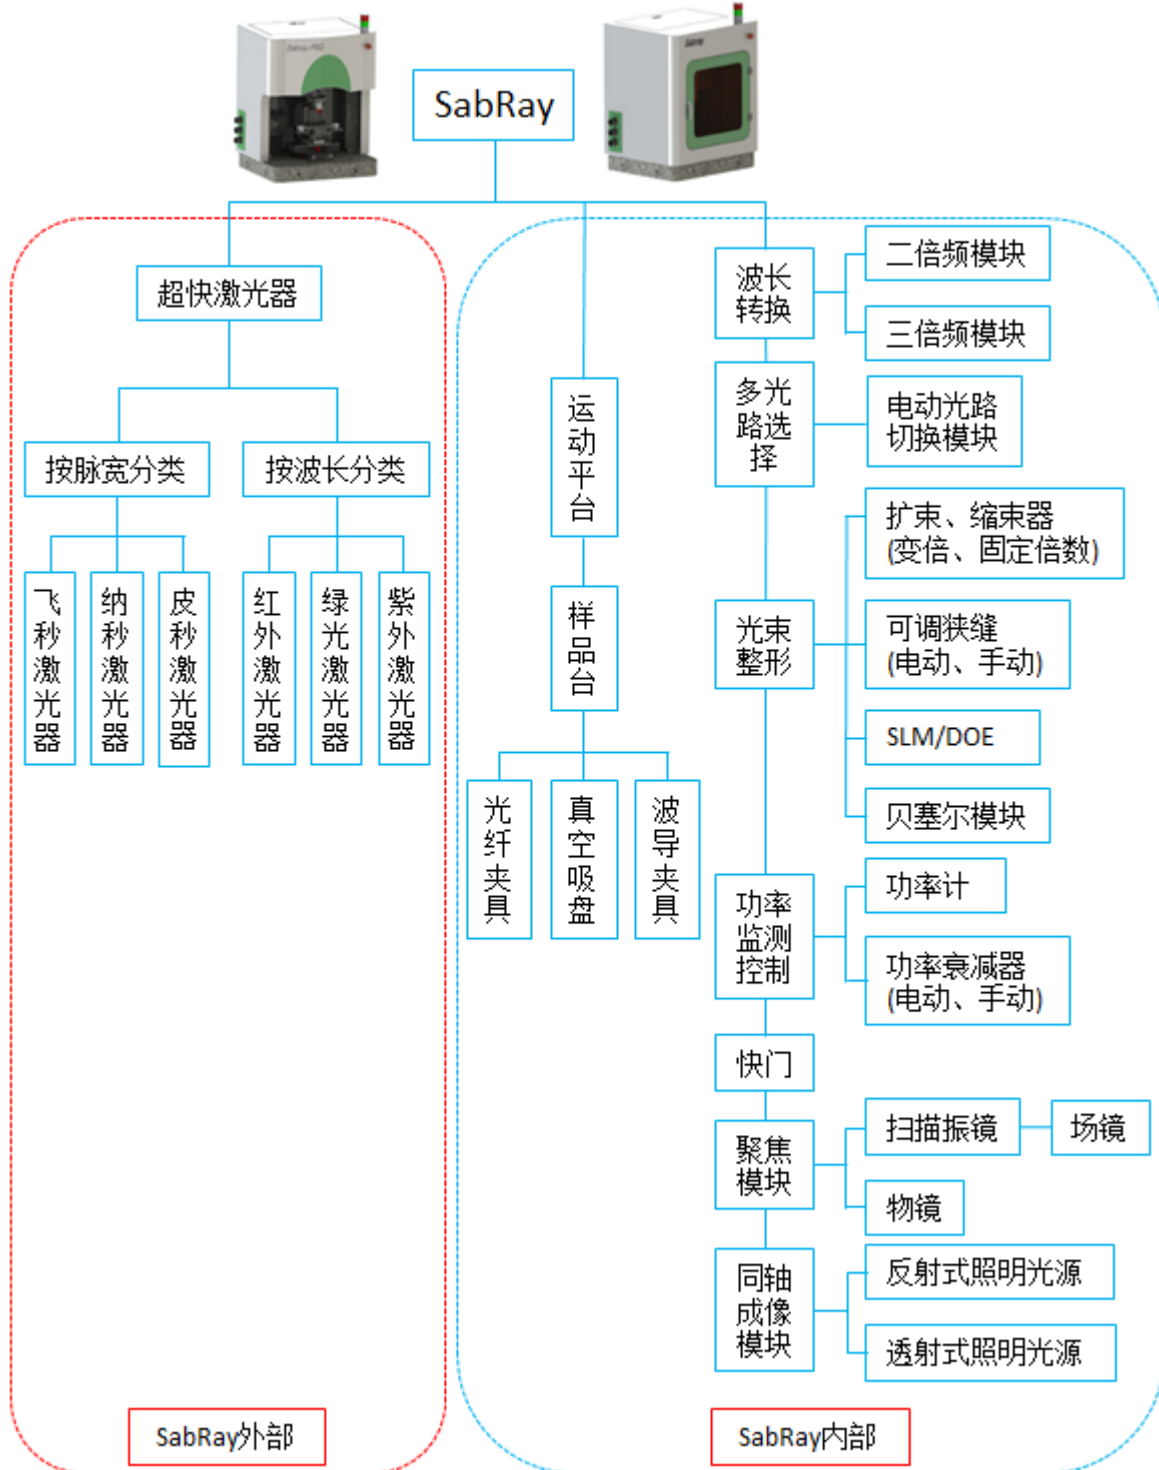 SabRay
超快激光器
按脉宽分类
按波长分类
飞秒激光器
纳秒激光器
皮秒激光器
红外激光器
绿光激光器
紫外激光器
SabRay外部
运动平台
样品台
光纤夹具
真空吸盘
波导夹具
波长
转换
二倍频模块
三倍频模块
多光
路选
择
电动光路
切换模块
光束
整形
扩束、缩束器
(变倍、固定倍数)
可调狭缝
(电动、手动)
SLM/DOE
贝塞尔模块
功率
监测
控制
功率计
功率衰减器
(电动、手动)
快门
聚焦
模块
扫描振镜
场镜
物镜
同轴
成像
模块
反射式照明光源
透射式照明光源
SabRay内部